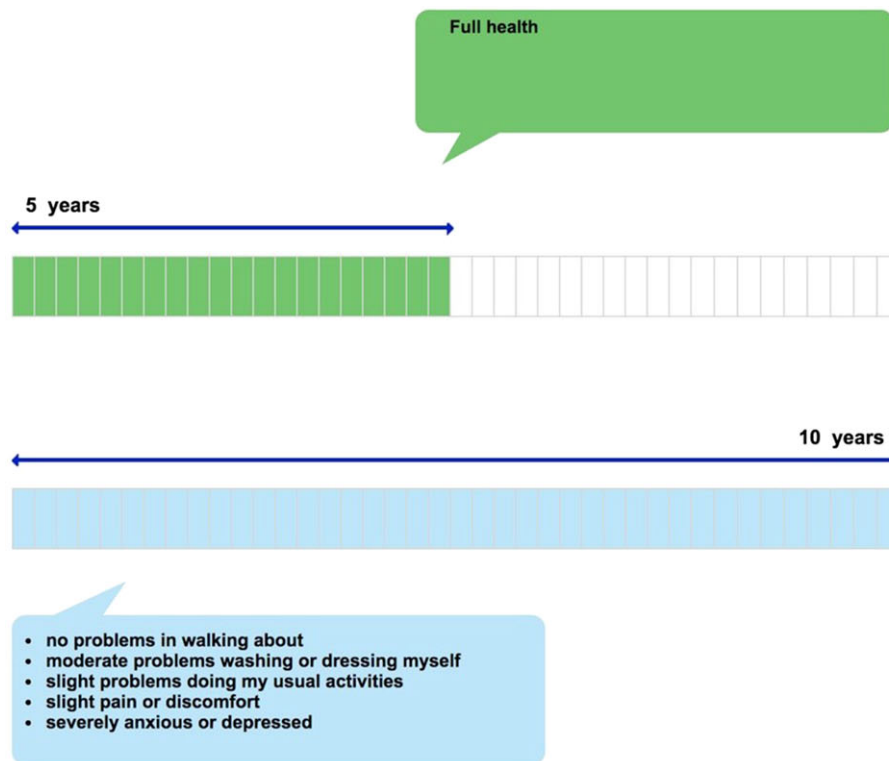 Full health
5 years
10 years
• no problems in walking about
• moderate problems washing or dressing myself
• slight problems doing my usual activities
• slight pain or discomfort
• severely anxious or depressed